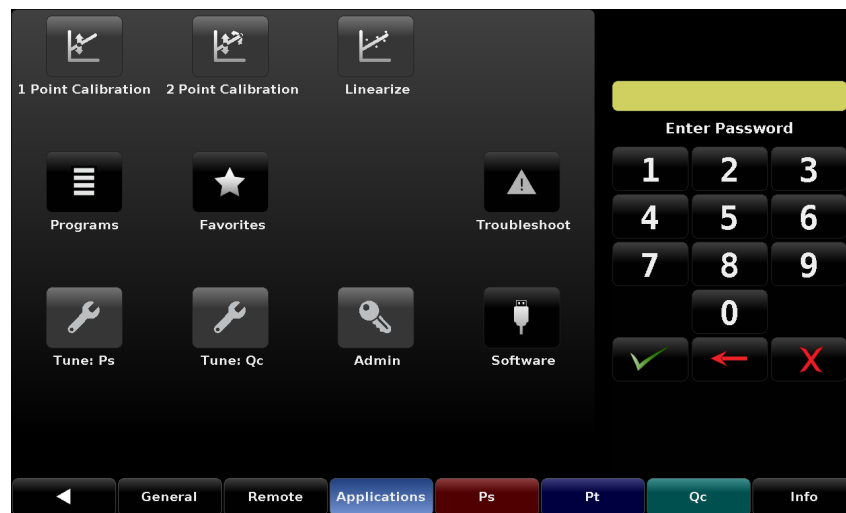 1 Point Calibration 2 Point Calibration Linearize
Enter Password
1 2 3
Programs Favorites Troubleshoot
4 5 6
7 8 9
0
Tune: Ps Tune: Qc Admin Software
X
General Remote Applications Ps Pt Qc Info